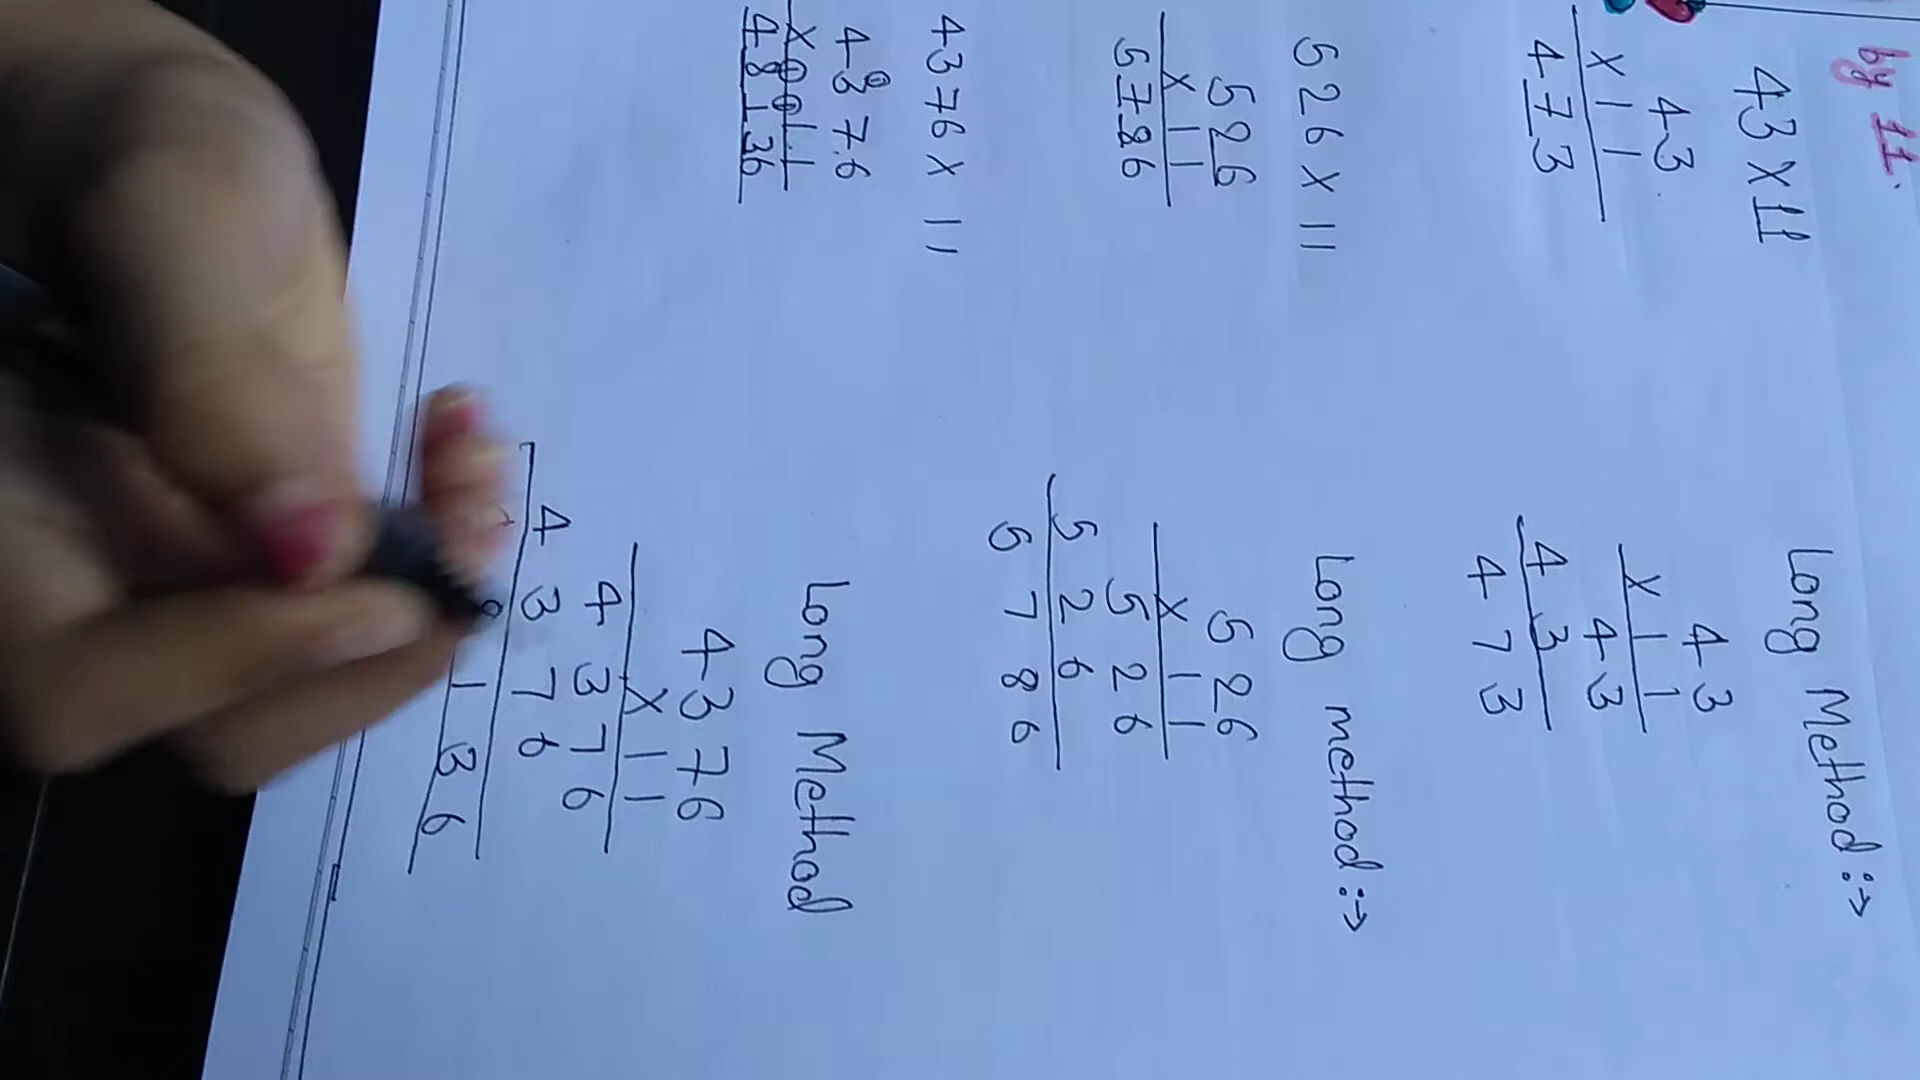 by 11.
43 X 11
43
X 11
473
Long Method :->
43
X 11
43
43
473
526 X 11
526
X 11
5786
Long method :->
526
X 11
526
526
5786
4376 X 11
4376
48136
Long Method
4376
X 11
4376
4376
136